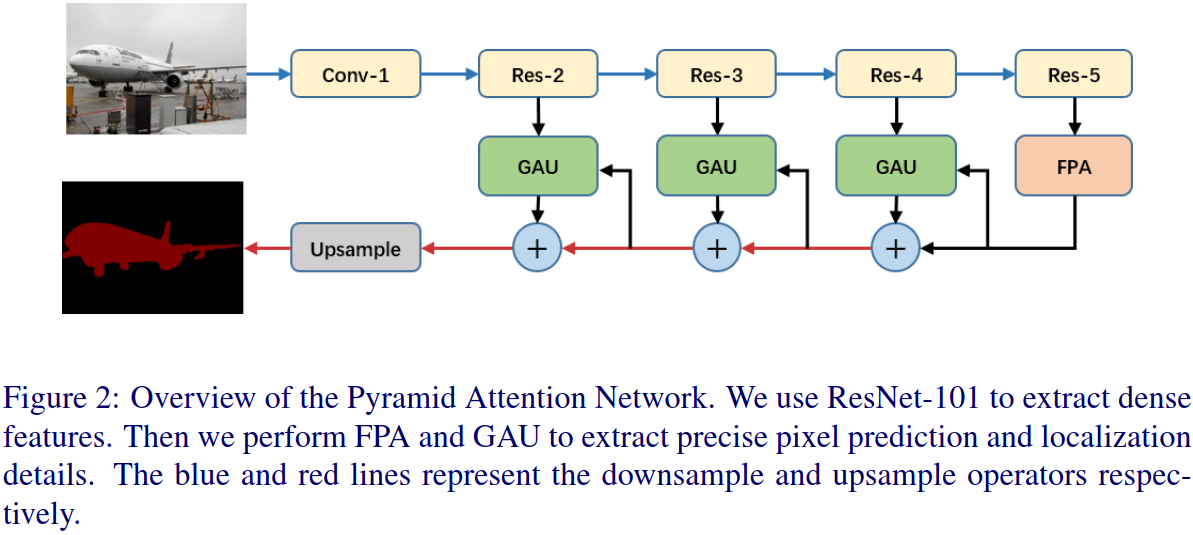 Conv-1
Res-2
Res-3
Res-4
Res-5
GAU
GAU
GAU
FPA
Upsample
+
+
+
Figure 2: Overview of the Pyramid Attention Network. We use ResNet-101 to extract dense
features. Then we perform FPA and GAU to extract precise pixel prediction and localization
details. The blue and red lines represent the downsample and upsample operators respec-
tively.